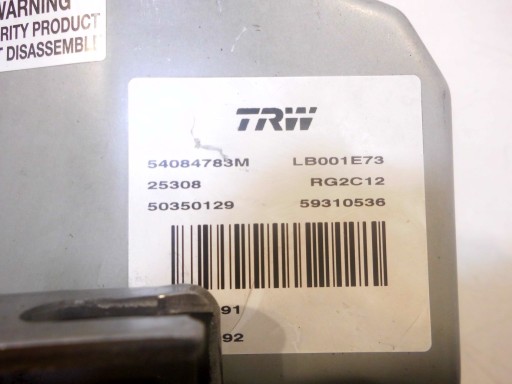 WARNING
RITY PRODUCT
T DISASSEMBL
TRW
54084783M LB001E73
25308 RG2C12
50350129 59310536
91
92